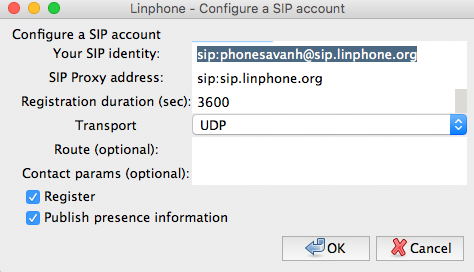 Linphone - Configure a SIP account
Configure a SIP account
Your SIP identity: sip:phonesavanh@sip.linphone.org
SIP Proxy address: sip:sip.linphone.org
Registration duration (sec): 3600
Transport UDP
Route (optional):
Contact params (optional):
Register
Publish presence information
OK Cancel